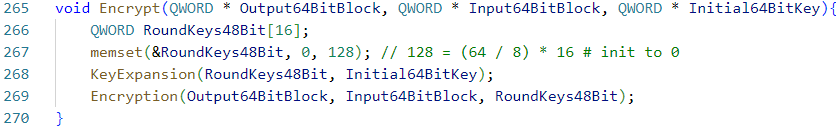 265 void Encrypt(QWORD * Output64BitBlock, QWORD * Input64BitBlock, QWORD * Initial64BitKey){
266 QWORD RoundKeys48Bit[16];
267 memset(&RoundKeys48Bit, 0, 128); // 128 = (64 / 8) * 16 # init to 0
268 KeyExpansion(RoundKeys48Bit, Initial64BitKey);
269 Encryption(Output64BitBlock, Input64BitBlock, RoundKeys48Bit);
270 }